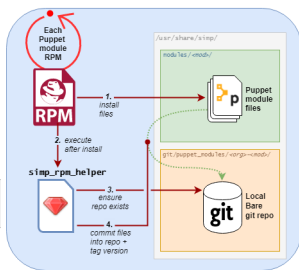 Each
Puppet
module
RPM
RPM
1.
install
files
2. execute
after install
simp_rpm_helper
3.
ensure
repo exists
4.
commit files
into repo +
tag version
/usr/share/simp/
modules/<mod>/
p
Puppet
module
files
git/puppet_modules/<org>-<mod>/
git
Local
Bare
git repo